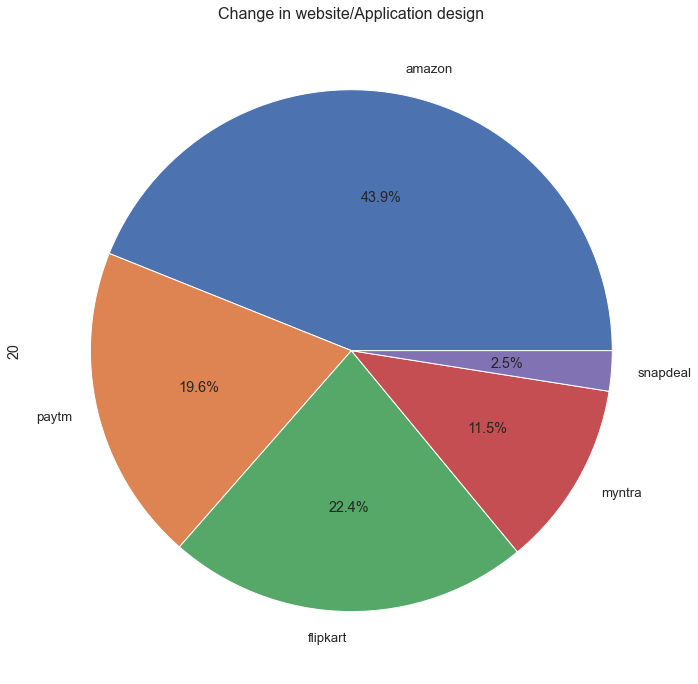 Change in website/Application design
amazon
43.9%
20
2.5%
snapdeal
19.6%
paytm
11.5%
myntra
22.4%
flipkart